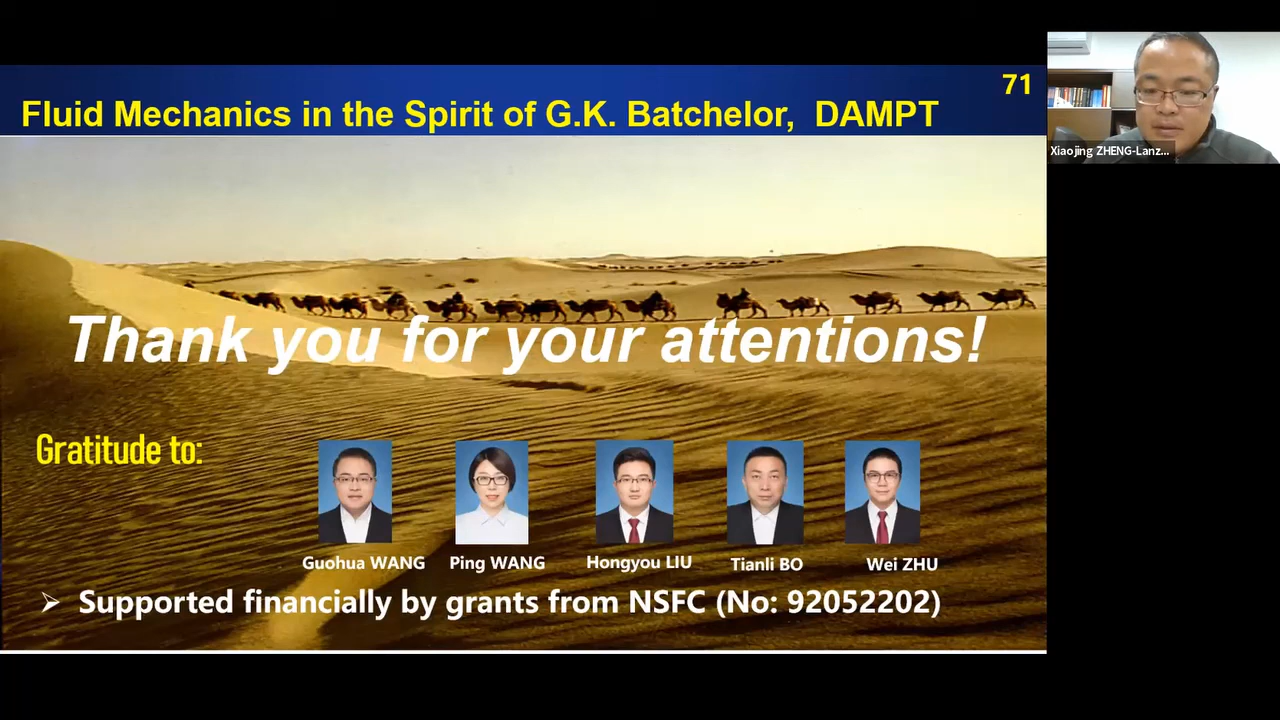 71
Fluid Mechanics in the Spirit of G.K. Batchelor, DAMPT
Xiaojing ZHENG-Lanz...
Thank you for your attentions!
Gratitude to:
Guohua WANG Ping WANG Hongyou LIU Tianli BO Wei ZHU
➢ Supported financially by grants from NSFC (No: 92052202)